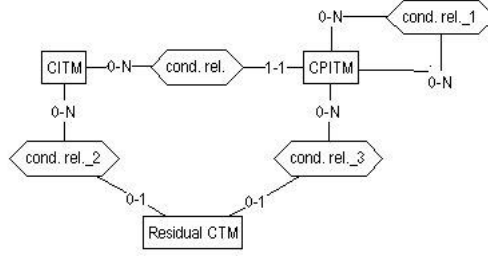 0-N
cond. rel._1
CITM
0-N
cond. rel.
1-1
CPITM
0-N
0-N
0-N
cond. rel._2
cond. rel._3
0-1
0-1
Residual CTM